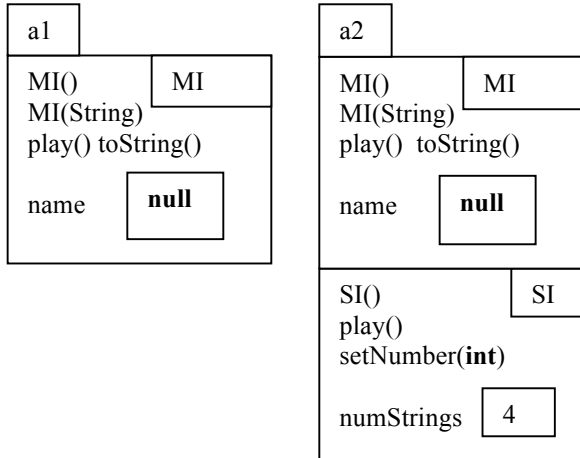 a1
MI() MI
MI(String)
play() toString()
name null
a2
MI() MI
MI(String)
play() toString()
name null
SI() SI
play()
setNumber(int)
numStrings 4